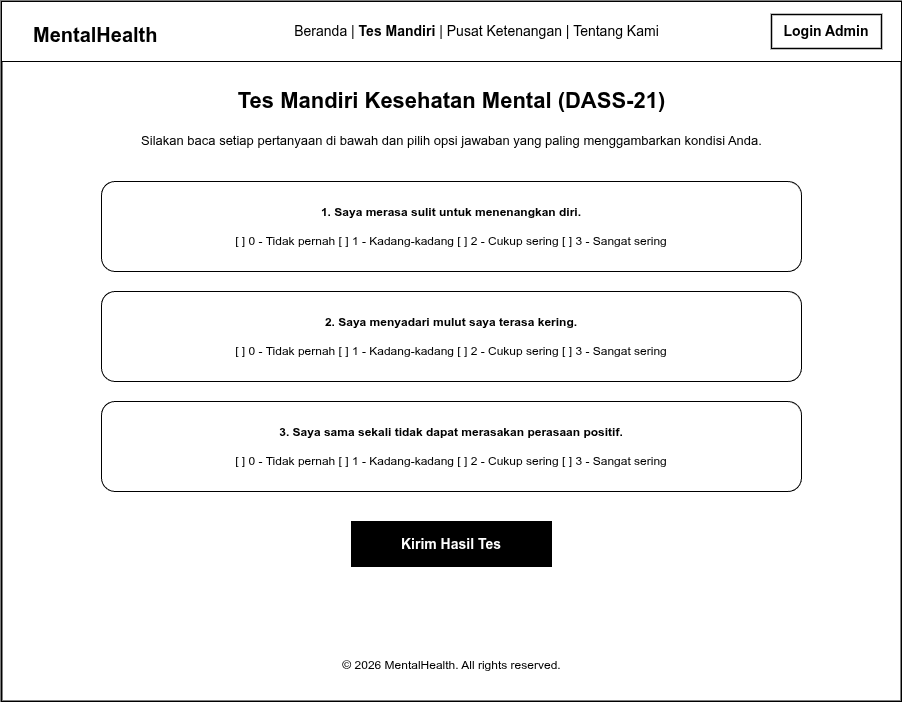 MentalHealth
Beranda | Tes Mandiri | Pusat Ketenangan | Tentang Kami
Login Admin
Tes Mandiri Kesehatan Mental (DASS-21)
Silakan baca setiap pertanyaan di bawah dan pilih opsi jawaban yang paling menggambarkan kondisi Anda.
1. Saya merasa sulit untuk menenangkan diri.
[ ] 0 - Tidak pernah [ ] 1 - Kadang-kadang [ ] 2 - Cukup sering [ ] 3 - Sangat sering
2. Saya menyadari mulut saya terasa kering.
[ ] 0 - Tidak pernah [ ] 1 - Kadang-kadang [ ] 2 - Cukup sering [ ] 3 - Sangat sering
3. Saya sama sekali tidak dapat merasakan perasaan positif.
[ ] 0 - Tidak pernah [ ] 1 - Kadang-kadang [ ] 2 - Cukup sering [ ] 3 - Sangat sering
Kirim Hasil Tes
© 2026 MentalHealth. All rights reserved.